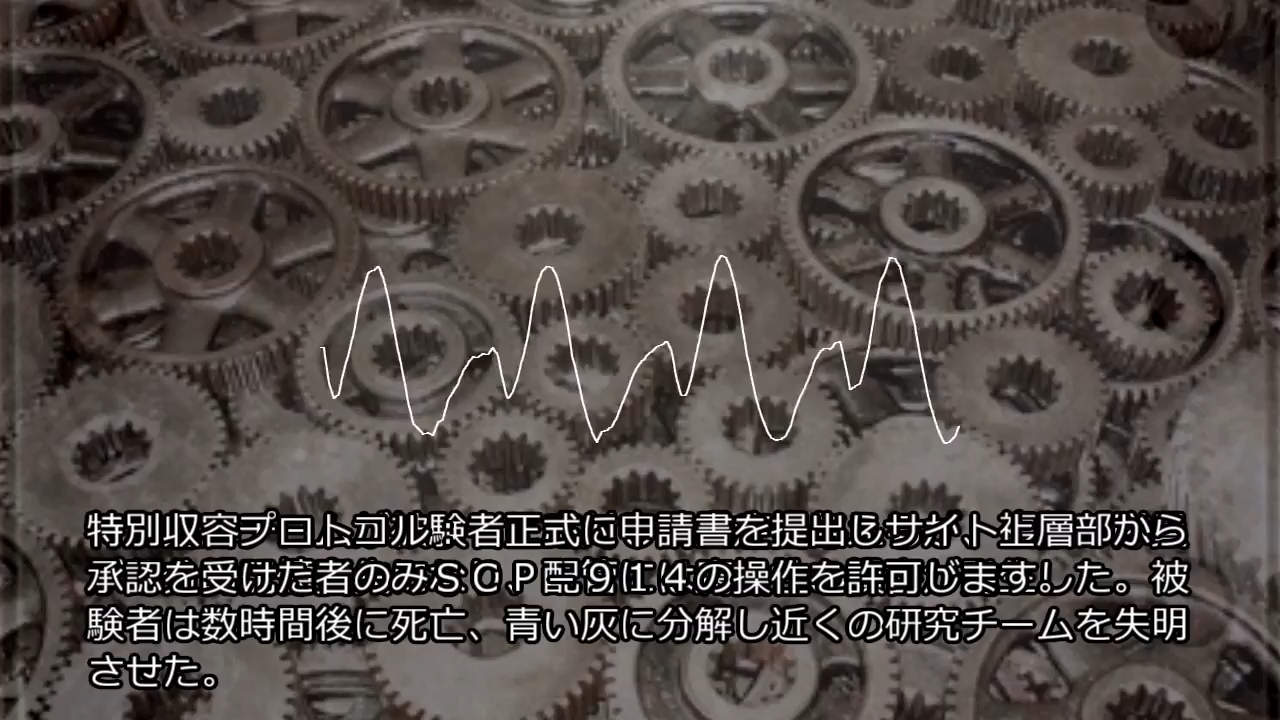 特別収容プロトコル験者正式に申請書を提出しサイト上層部から
承認を受けた者のみＳＣＰ９１４の操作を許可します。した。被
験者は数時間後に死亡、青い灰に分解し近くの研究チームを失明
させた。